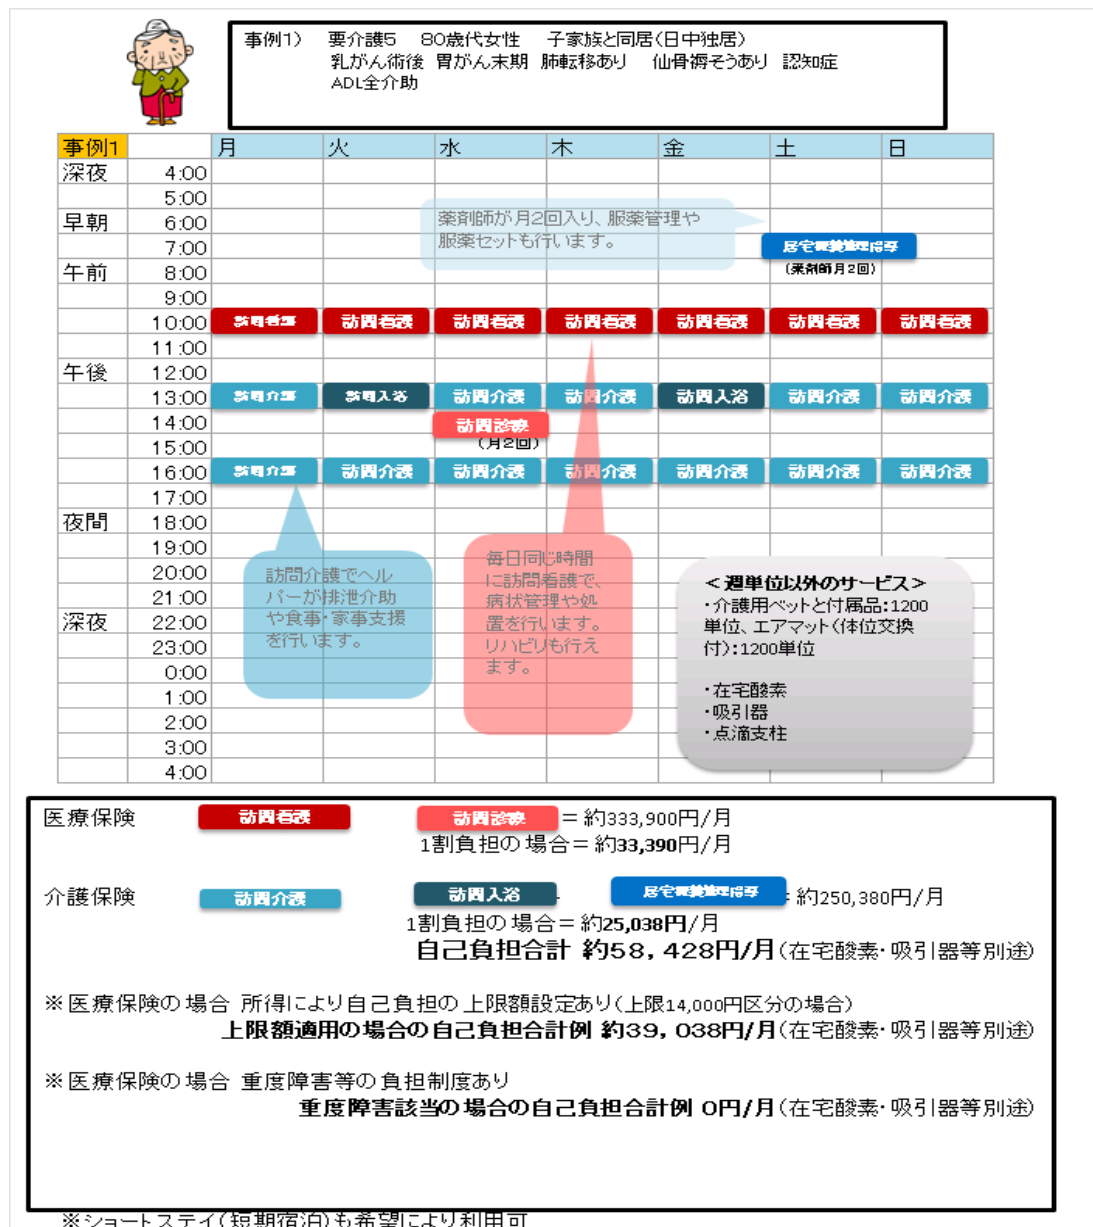 事例1) 要介護5 80歳代女性 子家族と同居(日中独居)
乳がん術後 胃がん末期 肺転移あり 仙骨褥そうあり 認知症
ADL全介助
事例1 月 火 水 木 金 土 日
深夜 4:00
5:00
早朝 6:00
薬剤師が月2回入り、服薬管理や
服薬セットも行います。
7:00 居宅療養管理指導
午前 8:00 (薬剤師月2回)
9:00
10:00 訪問看護 訪問看護 訪問看護 訪問看護 訪問看護 訪問看護 訪問看護
11:00
午後 12:00
13:00 訪問介護 訪問入浴 訪問介護 訪問介護 訪問入浴 訪問介護 訪問介護
14:00 訪問診療
15:00 (月2回)
16:00 訪問介護 訪問介護 訪問介護 訪問介護 訪問介護 訪問介護 訪問介護
17:00
夜間 18:00
19:00
20:00
21:00
深夜 22:00
23:00
0:00
1:00
2:00
3:00
4:00
訪問介護でヘル
パーが排泄介助
や食事・家事支援
を行います。
毎日同じ時間
に訪問看護で、
病状管理や処
置を行います。
リハビリも行え
ます。
<週単位以外のサービス>
・介護用ベットと付属品:1200
単位、エアマット(体位交換
付):1200単位
・在宅酸素
・吸引器
・点滴支柱
医療保険 訪問看護 訪問診療 =約333,900円/月
1割負担の場合=約33,390円/月
介護保険 訪問介護 訪問入浴 居宅療養管理指導 = 約250,380円/月
1割負担の場合=約25,038円/月
自己負担合計 約58,428円/月(在宅酸素・吸引器等別途)
※医療保険の場合 所得により自己負担の上限額設定あり(上限14,000円区分の場合)
上限額適用の場合の自己負担合計例 約39,038円/月(在宅酸素・吸引器等別途)
※医療保険の場合 重度障害等の負担制度あり
重度障害該当の場合の自己負担合計例 0円/月(在宅酸素・吸引器等別途)
※ショートステイ(短期宿泊)も希望により利用可